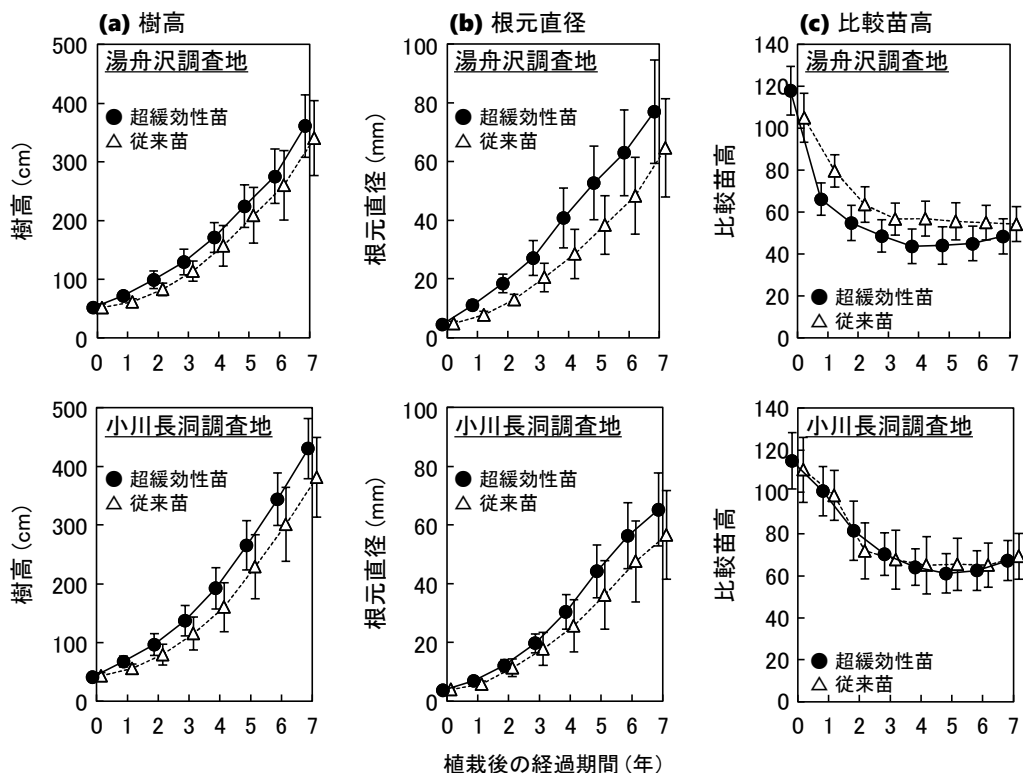 (a) 樹高
湯舟沢調査地
超緩効性苗
従来苗
樹高 (cm)
500
400
300
200
100
0
0 1 2 3 4 5 6 7
(b) 根元直径
湯舟沢調査地
超緩効性苗
従来苗
根元直径 (mm)
100
80
60
40
20
0
0 1 2 3 4 5 6 7
(c) 比較苗高
湯舟沢調査地
超緩効性苗
従来苗
比較苗高
140
120
100
80
60
40
20
0
0 1 2 3 4 5 6 7
小川長洞調査地
超緩効性苗
従来苗
樹高 (cm)
500
400
300
200
100
0
0 1 2 3 4 5 6 7
小川長洞調査地
超緩効性苗
従来苗
根元直径 (mm)
100
80
60
40
20
0
0 1 2 3 4 5 6 7
小川長洞調査地
超緩効性苗
従来苗
比較苗高
140
120
100
80
60
40
20
0
0 1 2 3 4 5 6 7
植栽後の経過期間 (年)